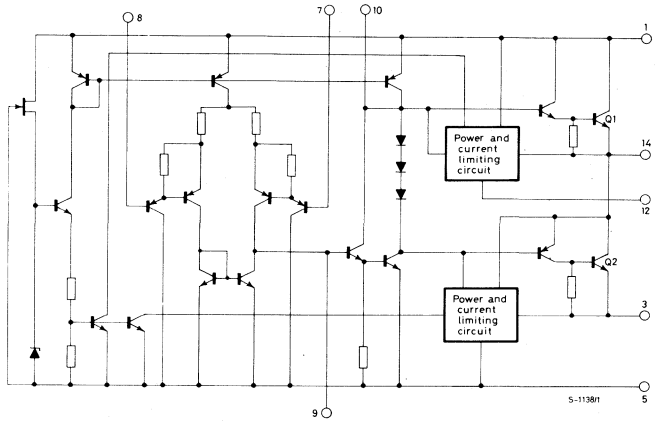 8
7
10
1
Q1
Power and
current
limiting
circuit
14
12
Q2
Power and
current
limiting
circuit
3
S-1138/1
5
9